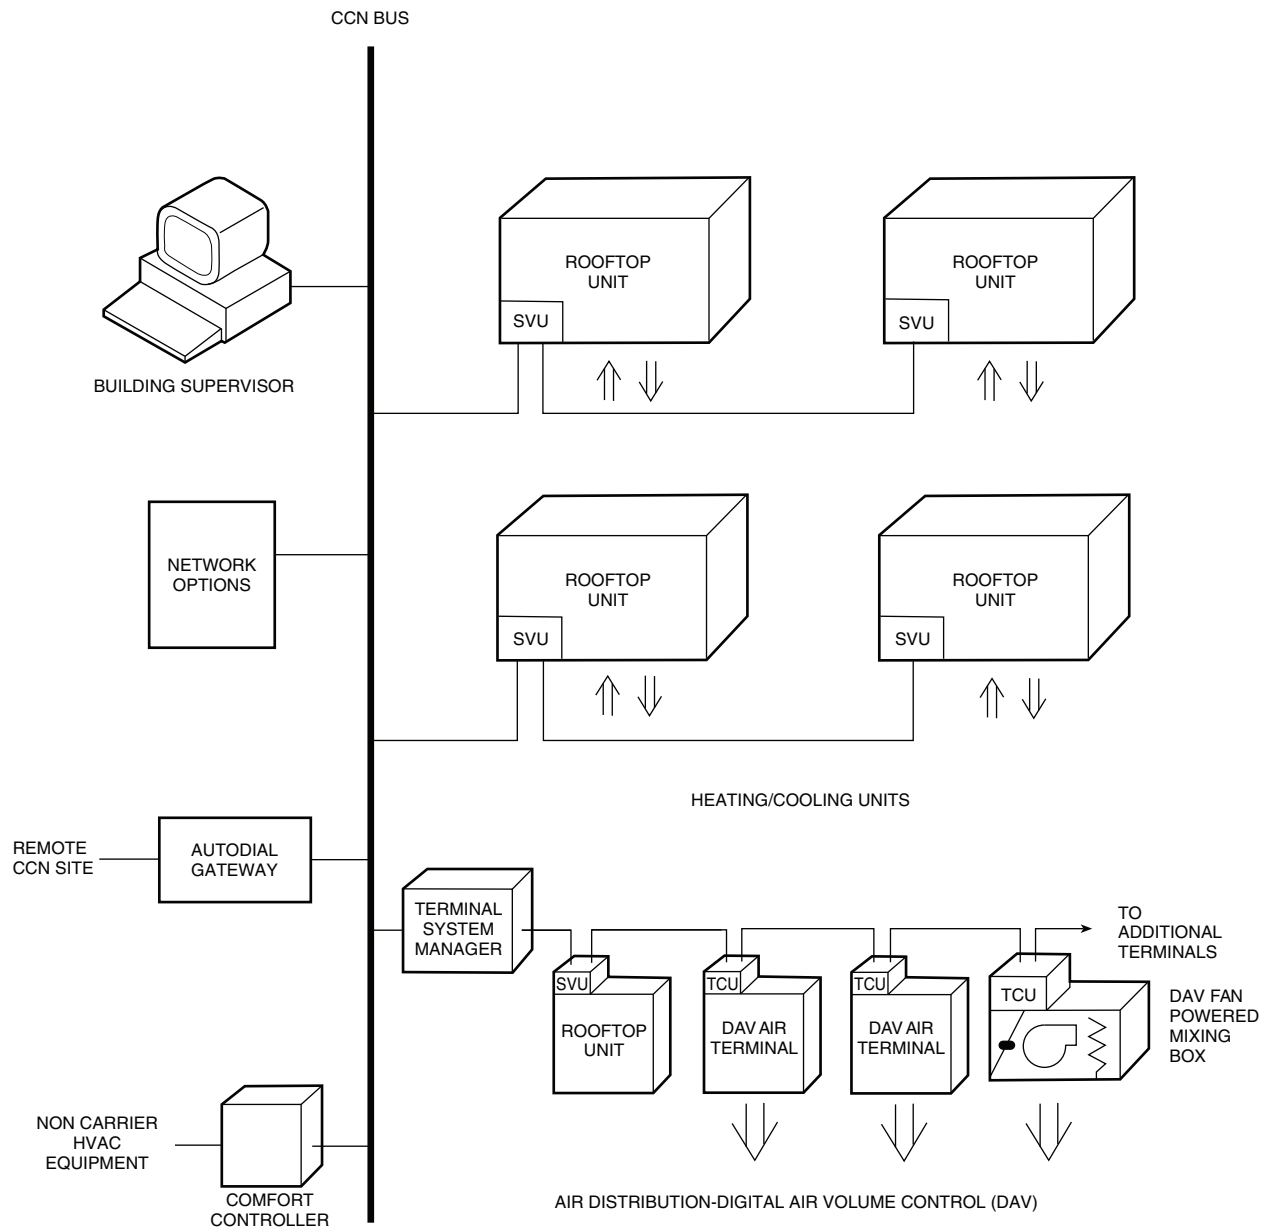 CCN BUS
ROOFTOP
UNIT
SVU
ROOFTOP
UNIT
SVU
BUILDING SUPERVISOR
NETWORK
OPTIONS
ROOFTOP
UNIT
SVU
ROOFTOP
UNIT
SVU
HEATING/COOLING UNITS
REMOTE
CCN SITE
AUTODIAL
GATEWAY
TERMINAL
SYSTEM
MANAGER
TO
ADDITIONAL
TERMINALS
SVU
ROOFTOP
UNIT
TCU
DAV AIR
TERMINAL
TCU
DAV AIR
TERMINAL
TCU
DAV FAN
POWERED
MIXING
BOX
NON CARRIER
HVAC
EQUIPMENT
COMFORT
CONTROLLER
AIR DISTRIBUTION-DIGITAL AIR VOLUME CONTROL (DAV)